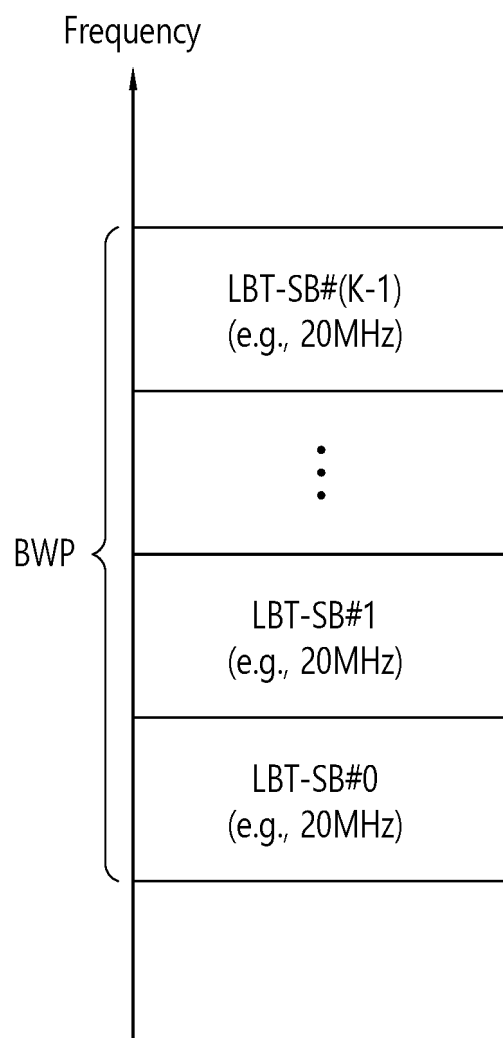 Frequency
LBT-SB#(K-1)
(e.g., 20MHz)
BWP
LBT-SB#1
(e.g., 20MHz)
LBT-SB#0
(e.g., 20MHz)